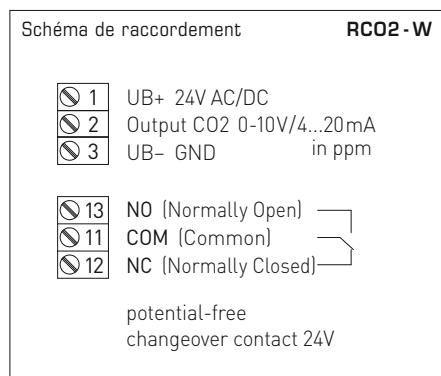 Schéma de raccordement RCO2-W
1 UB+ 24V AC/DC
2 Output CO2 0-10V/4...20mA
3 UB– GND in ppm
13 NO (Normally Open)
11 COM (Common)
12 NC (Normally Closed)
potential-free
changeover contact 24V